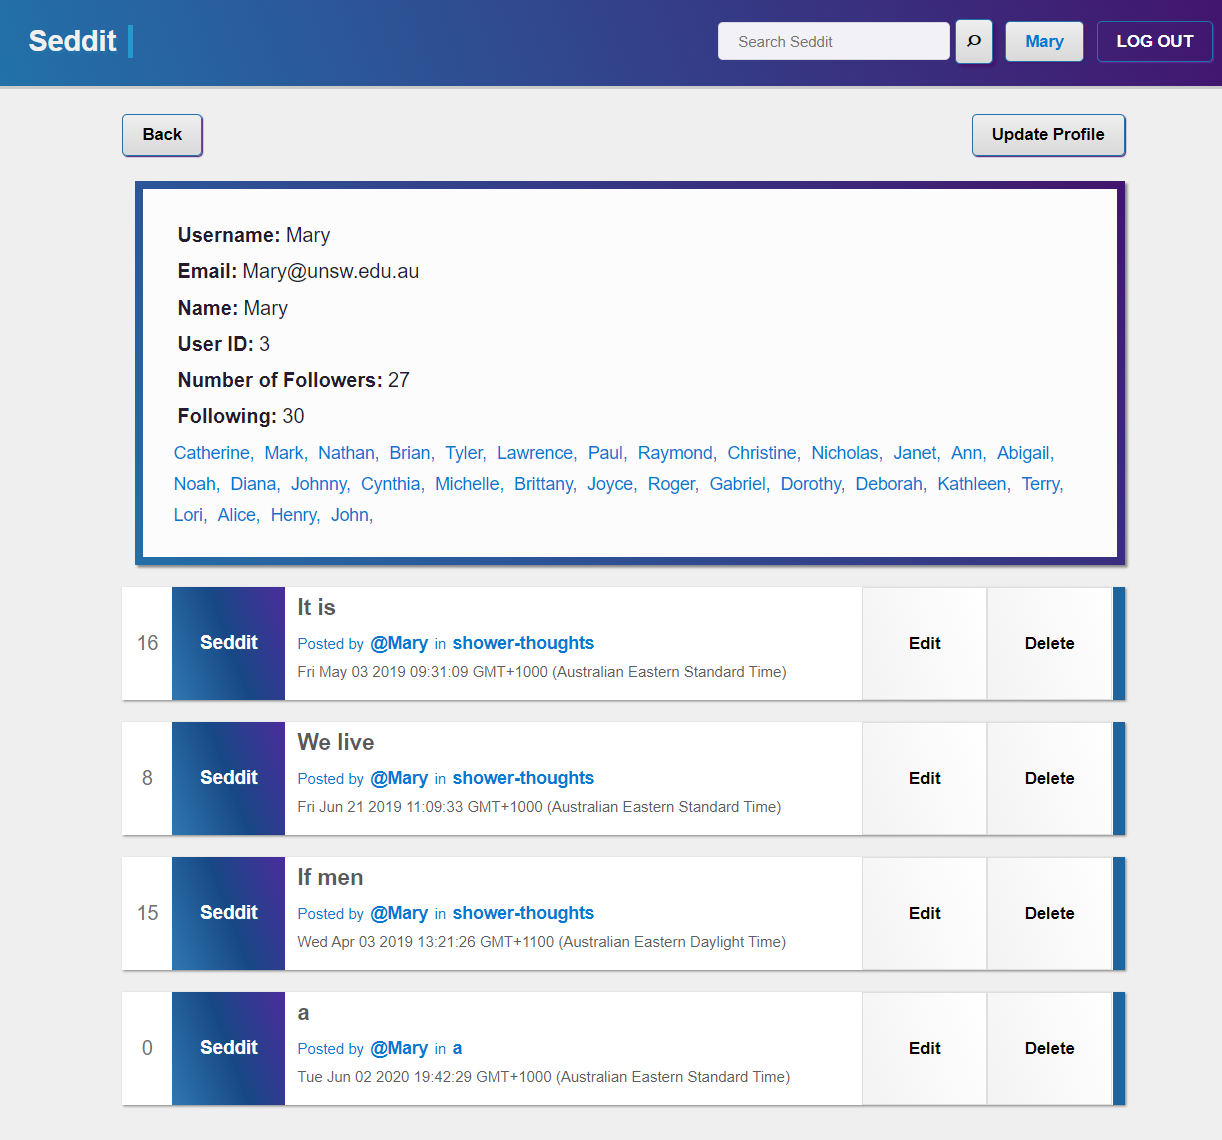 Seddit
Search Seddit
Mary
LOG OUT
Back
Update Profile
Username: Mary
Email: Mary@unsw.edu.au
Name: Mary
User ID: 3
Number of Followers: 27
Following: 30
Catherine, Mark, Nathan, Brian, Tyler, Lawrence, Paul, Raymond, Christine, Nicholas, Janet, Ann, Abigail,
Noah, Diana, Johnny, Cynthia, Michelle, Brittany, Joyce, Roger, Gabriel, Dorothy, Deborah, Kathleen, Terry,
Lori, Alice, Henry, John,
16
Seddit
It is
Posted by @Mary in shower-thoughts
Fri May 03 2019 09:31:09 GMT+1000 (Australian Eastern Standard Time)
Edit
Delete
8
Seddit
We live
Posted by @Mary in shower-thoughts
Fri Jun 21 2019 11:09:33 GMT+1000 (Australian Eastern Standard Time)
Edit
Delete
15
Seddit
If men
Posted by @Mary in shower-thoughts
Wed Apr 03 2019 13:21:26 GMT+1100 (Australian Eastern Daylight Time)
Edit
Delete
0
Seddit
a
Posted by @Mary in a
Tue Jun 02 2020 19:42:29 GMT+1000 (Australian Eastern Standard Time)
Edit
Delete